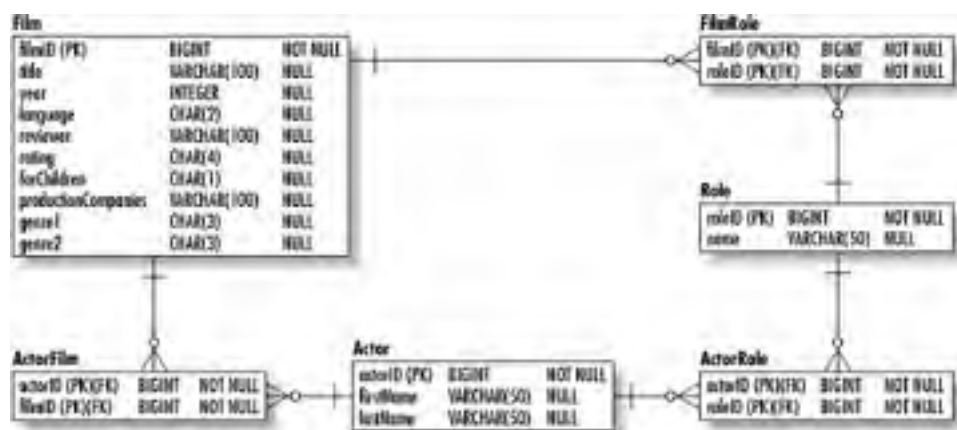 Film
filmID (PK) BIGINT NOT NULL
title VARCHAR(100) NULL
year INTEGER NULL
language CHAR(2) NULL
reviewer VARCHAR(100) NULL
rating CHAR(4) NULL
forChildren CHAR(1) NULL
productionCompanies VARCHAR(100) NULL
genre1 CHAR(3) NULL
genre2 CHAR(3) NULL
FilmRole
filmID (PK)(FK) BIGINT NOT NULL
roleID (PK)(FK) BIGINT NOT NULL
Role
roleID (PK) BIGINT NOT NULL
name VARCHAR(50) NULL
ActorFilm
actorID (PK)(FK) BIGINT NOT NULL
filmID (PK)(FK) BIGINT NOT NULL
Actor
actorID (PK) BIGINT NOT NULL
firstName VARCHAR(50) NULL
lastName VARCHAR(50) NULL
ActorRole
actorID (PK)(FK) BIGINT NOT NULL
roleID (PK)(FK) BIGINT NOT NULL